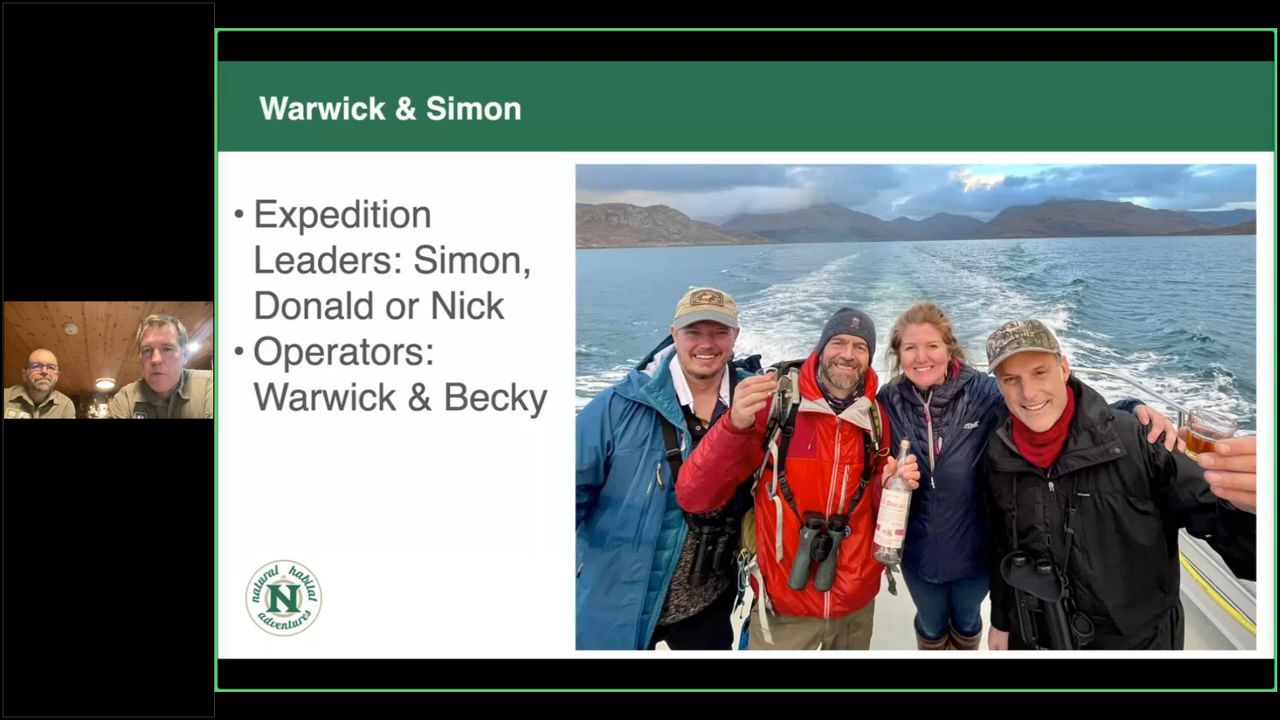 Warwick & Simon
• Expedition
Leaders: Simon,
Donald or Nick
• Operators:
Warwick & Becky
natural habitat
N
adventures